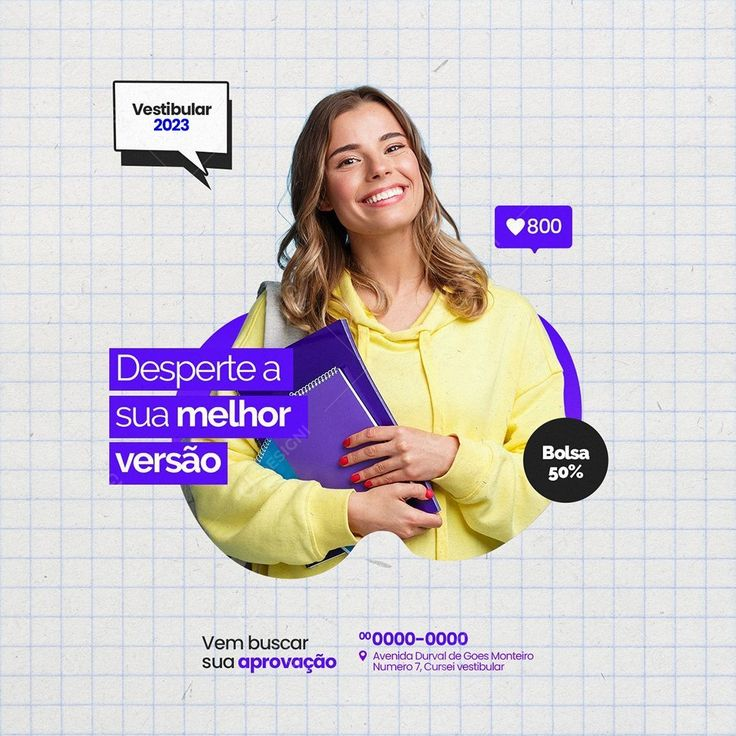 Vestibular
2023
800
Desperte a
sua melhor
versão
Bolsa
50%
Vem buscar
sua aprovação
00 0000-0000
Avenida Durval de Goes Monteiro
Numero 7, Cursei vestibular